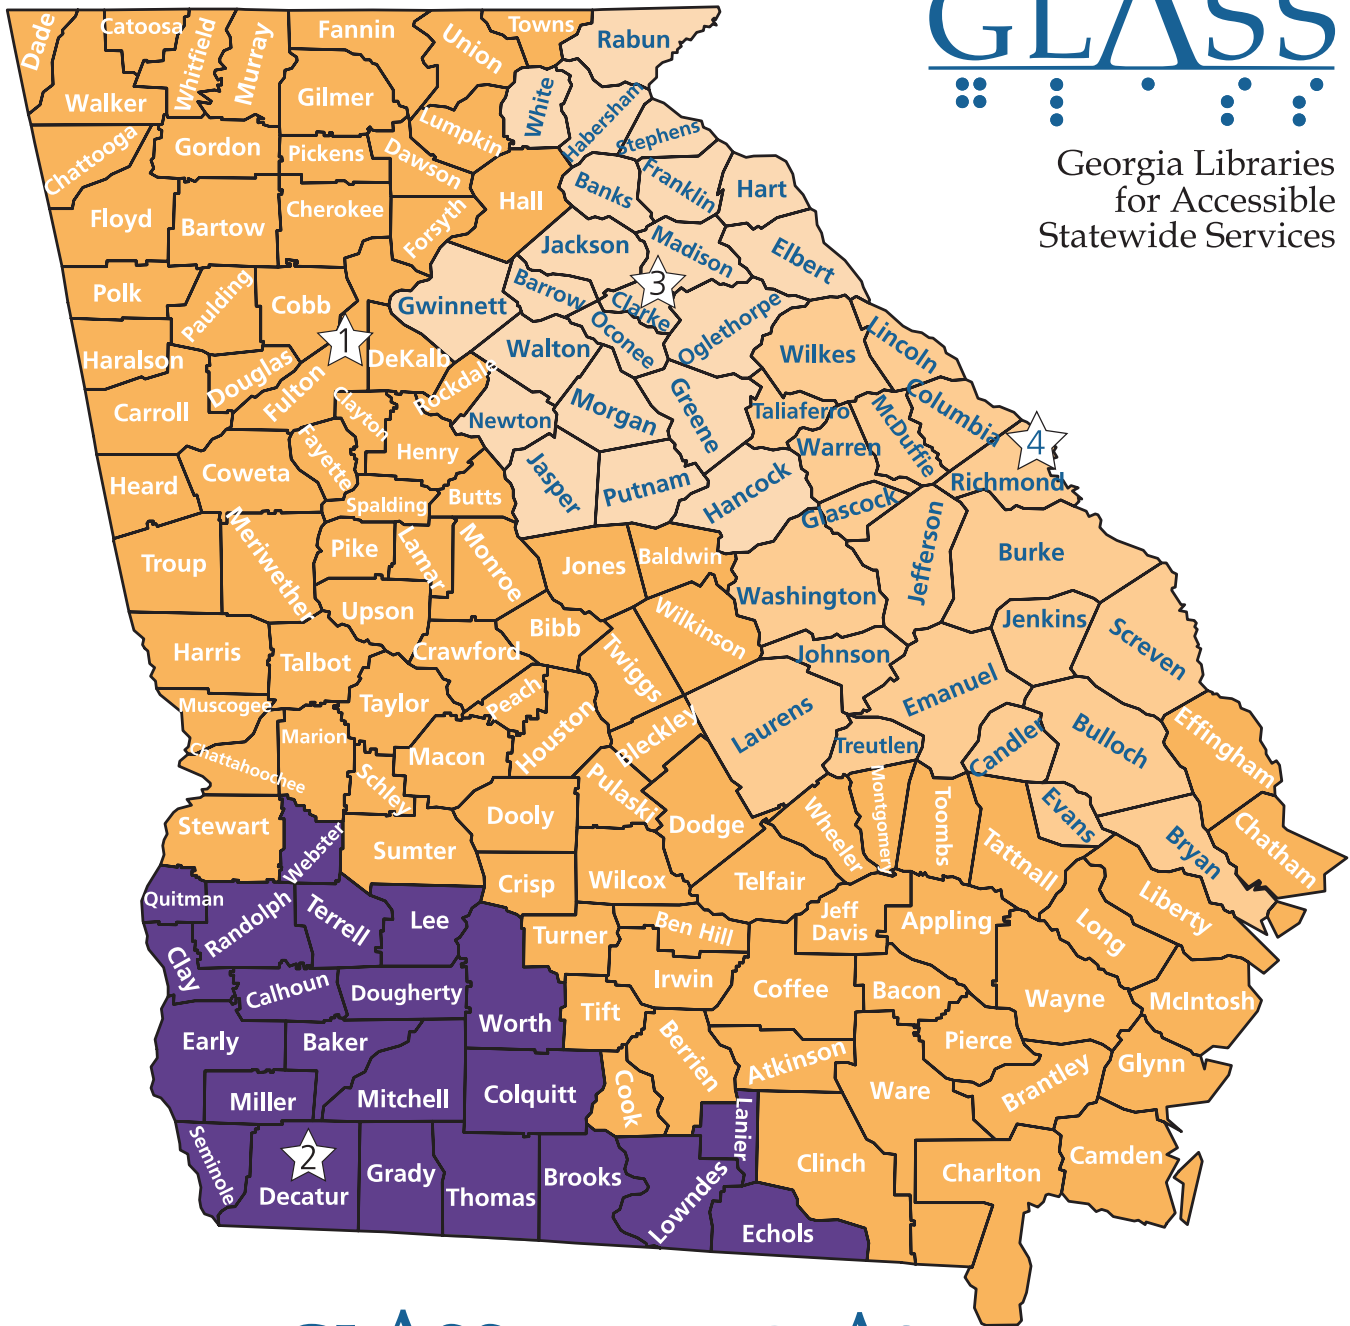 GLASS
Georgia Libraries
for Accessible
Statewide Services
Dade
Catoosa
Whitfield
Murray
Fannin
Union
Towns
Rabun
Walker
Gilmer
Lumpkin
White
Habersham
Stephens
Chattooga
Gordon
Pickens
Dawson
Hall
Banks
Franklin
Hart
Floyd
Bartow
Cherokee
Forsyth
Jackson
Madison
Elbert
Polk
Paulding
Cobb
Gwinnett
Barrow
3
Clarke
Oconee
Oglethorpe
Haralson
Douglas
1
Fulton
DeKalb
Rockdale
Walton
Wilkes
Lincoln
Carroll
Clayton
Newton
Morgan
Greene
Taliaferro
McDuffie
Columbia
4
Heard
Coweta
Fayette
Henry
Spalding
Butts
Jasper
Putnam
Hancock
Warren
Glascock
Richmond
Troup
Meriwether
Pike
Lamar
Monroe
Jones
Baldwin
Washington
Jefferson
Burke
Upson
Bibb
Wilkinson
Jenkins
Screven
Harris
Talbot
Crawford
Twiggs
Johnson
Emanuel
Muscogee
Taylor
Peach
Houston
Bleckley
Laurens
Treutlen
Candler
Bulloch
Effingham
Chattahoochee
Marion
Schley
Macon
Pulaski
Dooly
Dodge
Wheeler
Montgomery
Toombs
Tattnall
Evans
Bryan
Chatham
Stewart
Webster
Sumter
Crisp
Wilcox
Telfair
Quitman
Randolph
Terrell
Lee
Turner
Ben Hill
Jeff
Davis
Appling
Long
Liberty
Clay
Calhoun
Dougherty
Worth
Tift
Irwin
Coffee
Bacon
Wayne
McIntosh
Early
Baker
Miller
Mitchell
Colquitt
Cook
Berrien
Atkinson
Ware
Pierce
Brantley
Glynn
Seminole
2
Decatur
Grady
Thomas
Brooks
Lowndes
Lanier
Echols
Clinch
Charlton
Camden